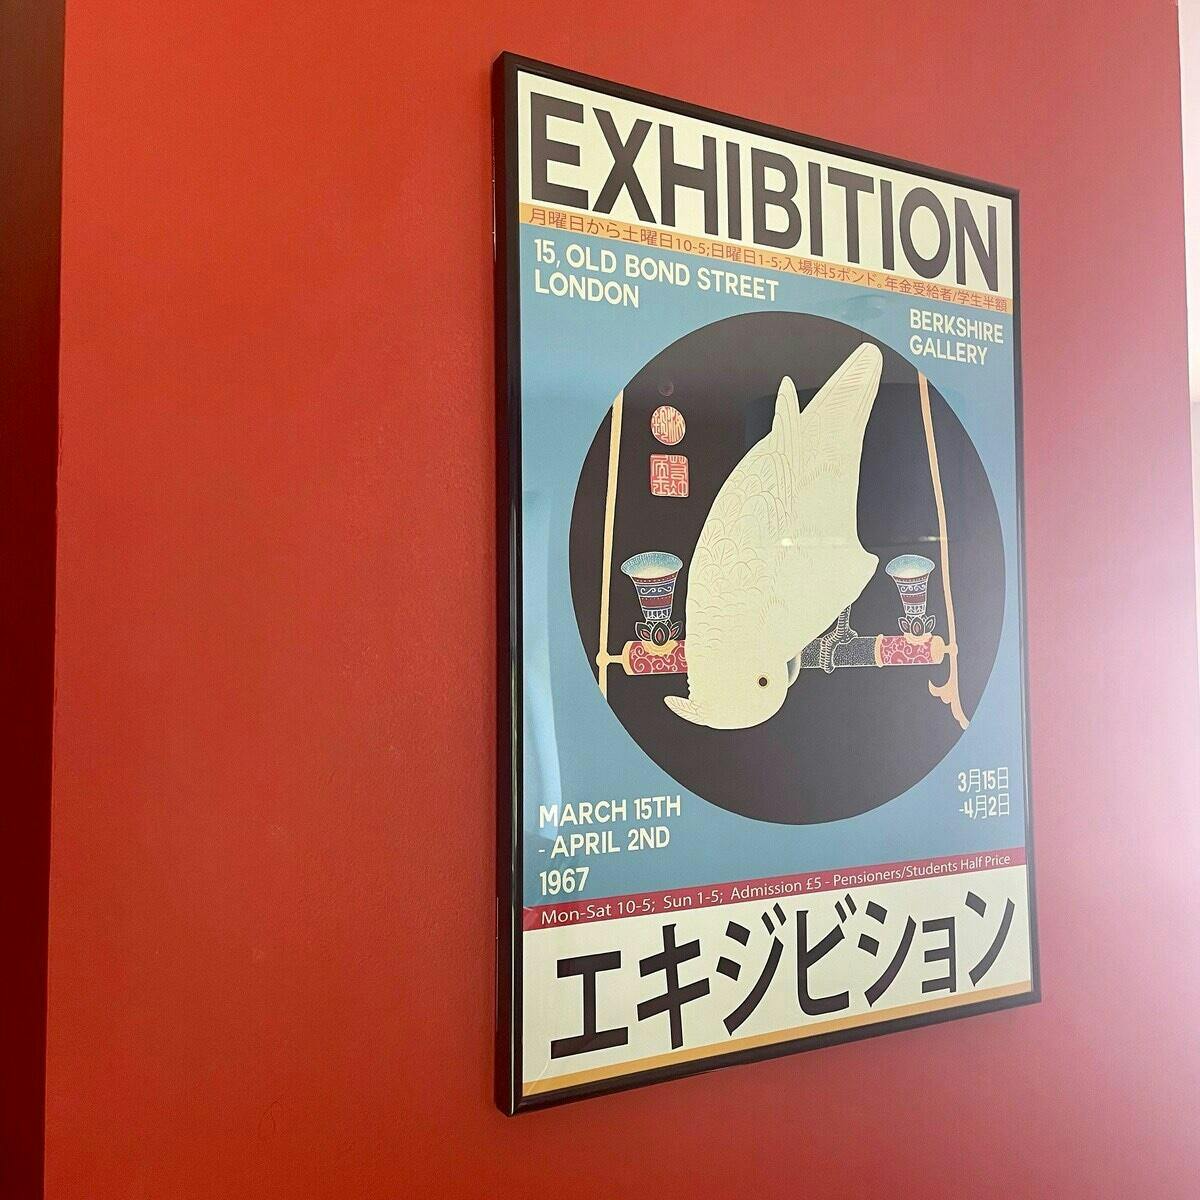 EXHIBITION
月曜日から土曜日10-5;日曜日1-5;入場料5ポンド。年金受給者/学生半額
15, OLD BOND STREET
LONDON
BERKSHIRE
GALLERY
MARCH 15TH
- APRIL 2ND
1967
3月15日
-4月2日
Mon-Sat 10-5; Sun 1-5; Admission £5 - Pensioners/Students Half Price
エキジビション